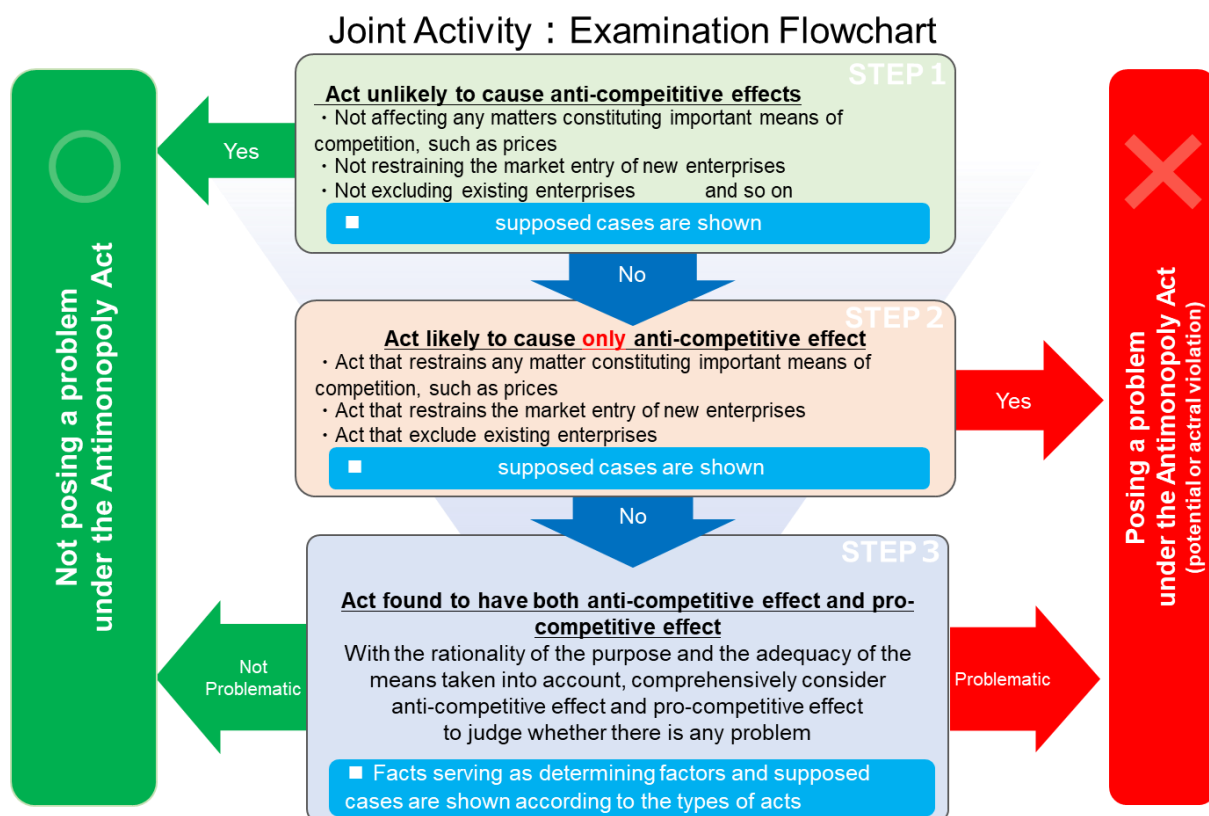 Joint Activity：Examination Flowchart
STEP 1
Act unlikely to cause anti-compeititive effects
・Not affecting any matters constituting important means of
competition, such as prices
・Not restraining the market entry of new enterprises
・Not excluding existing enterprises and so on
■ supposed cases are shown
Yes
No
STEP 2
Act likely to cause only anti-competitive effect
・Act that restrains any matter constituting important means of
competition, such as prices
・Act that restrains the market entry of new enterprises
・Act that exclude existing enterprises
■ supposed cases are shown
Yes
No
STEP 3
Act found to have both anti-competitive effect and pro-
competitive effect
With the rationality of the purpose and the adequacy of the
means taken into account, comprehensively consider
anti-competitive effect and pro-competitive effect
to judge whether there is any problem
■ Facts serving as determining factors and supposed
cases are shown according to the types of acts
Not
Problematic
Problematic
Not posing a problem
under the Antimonopoly Act
Posing a problem
under the Antimonopoly Act
(potential or actral violation)